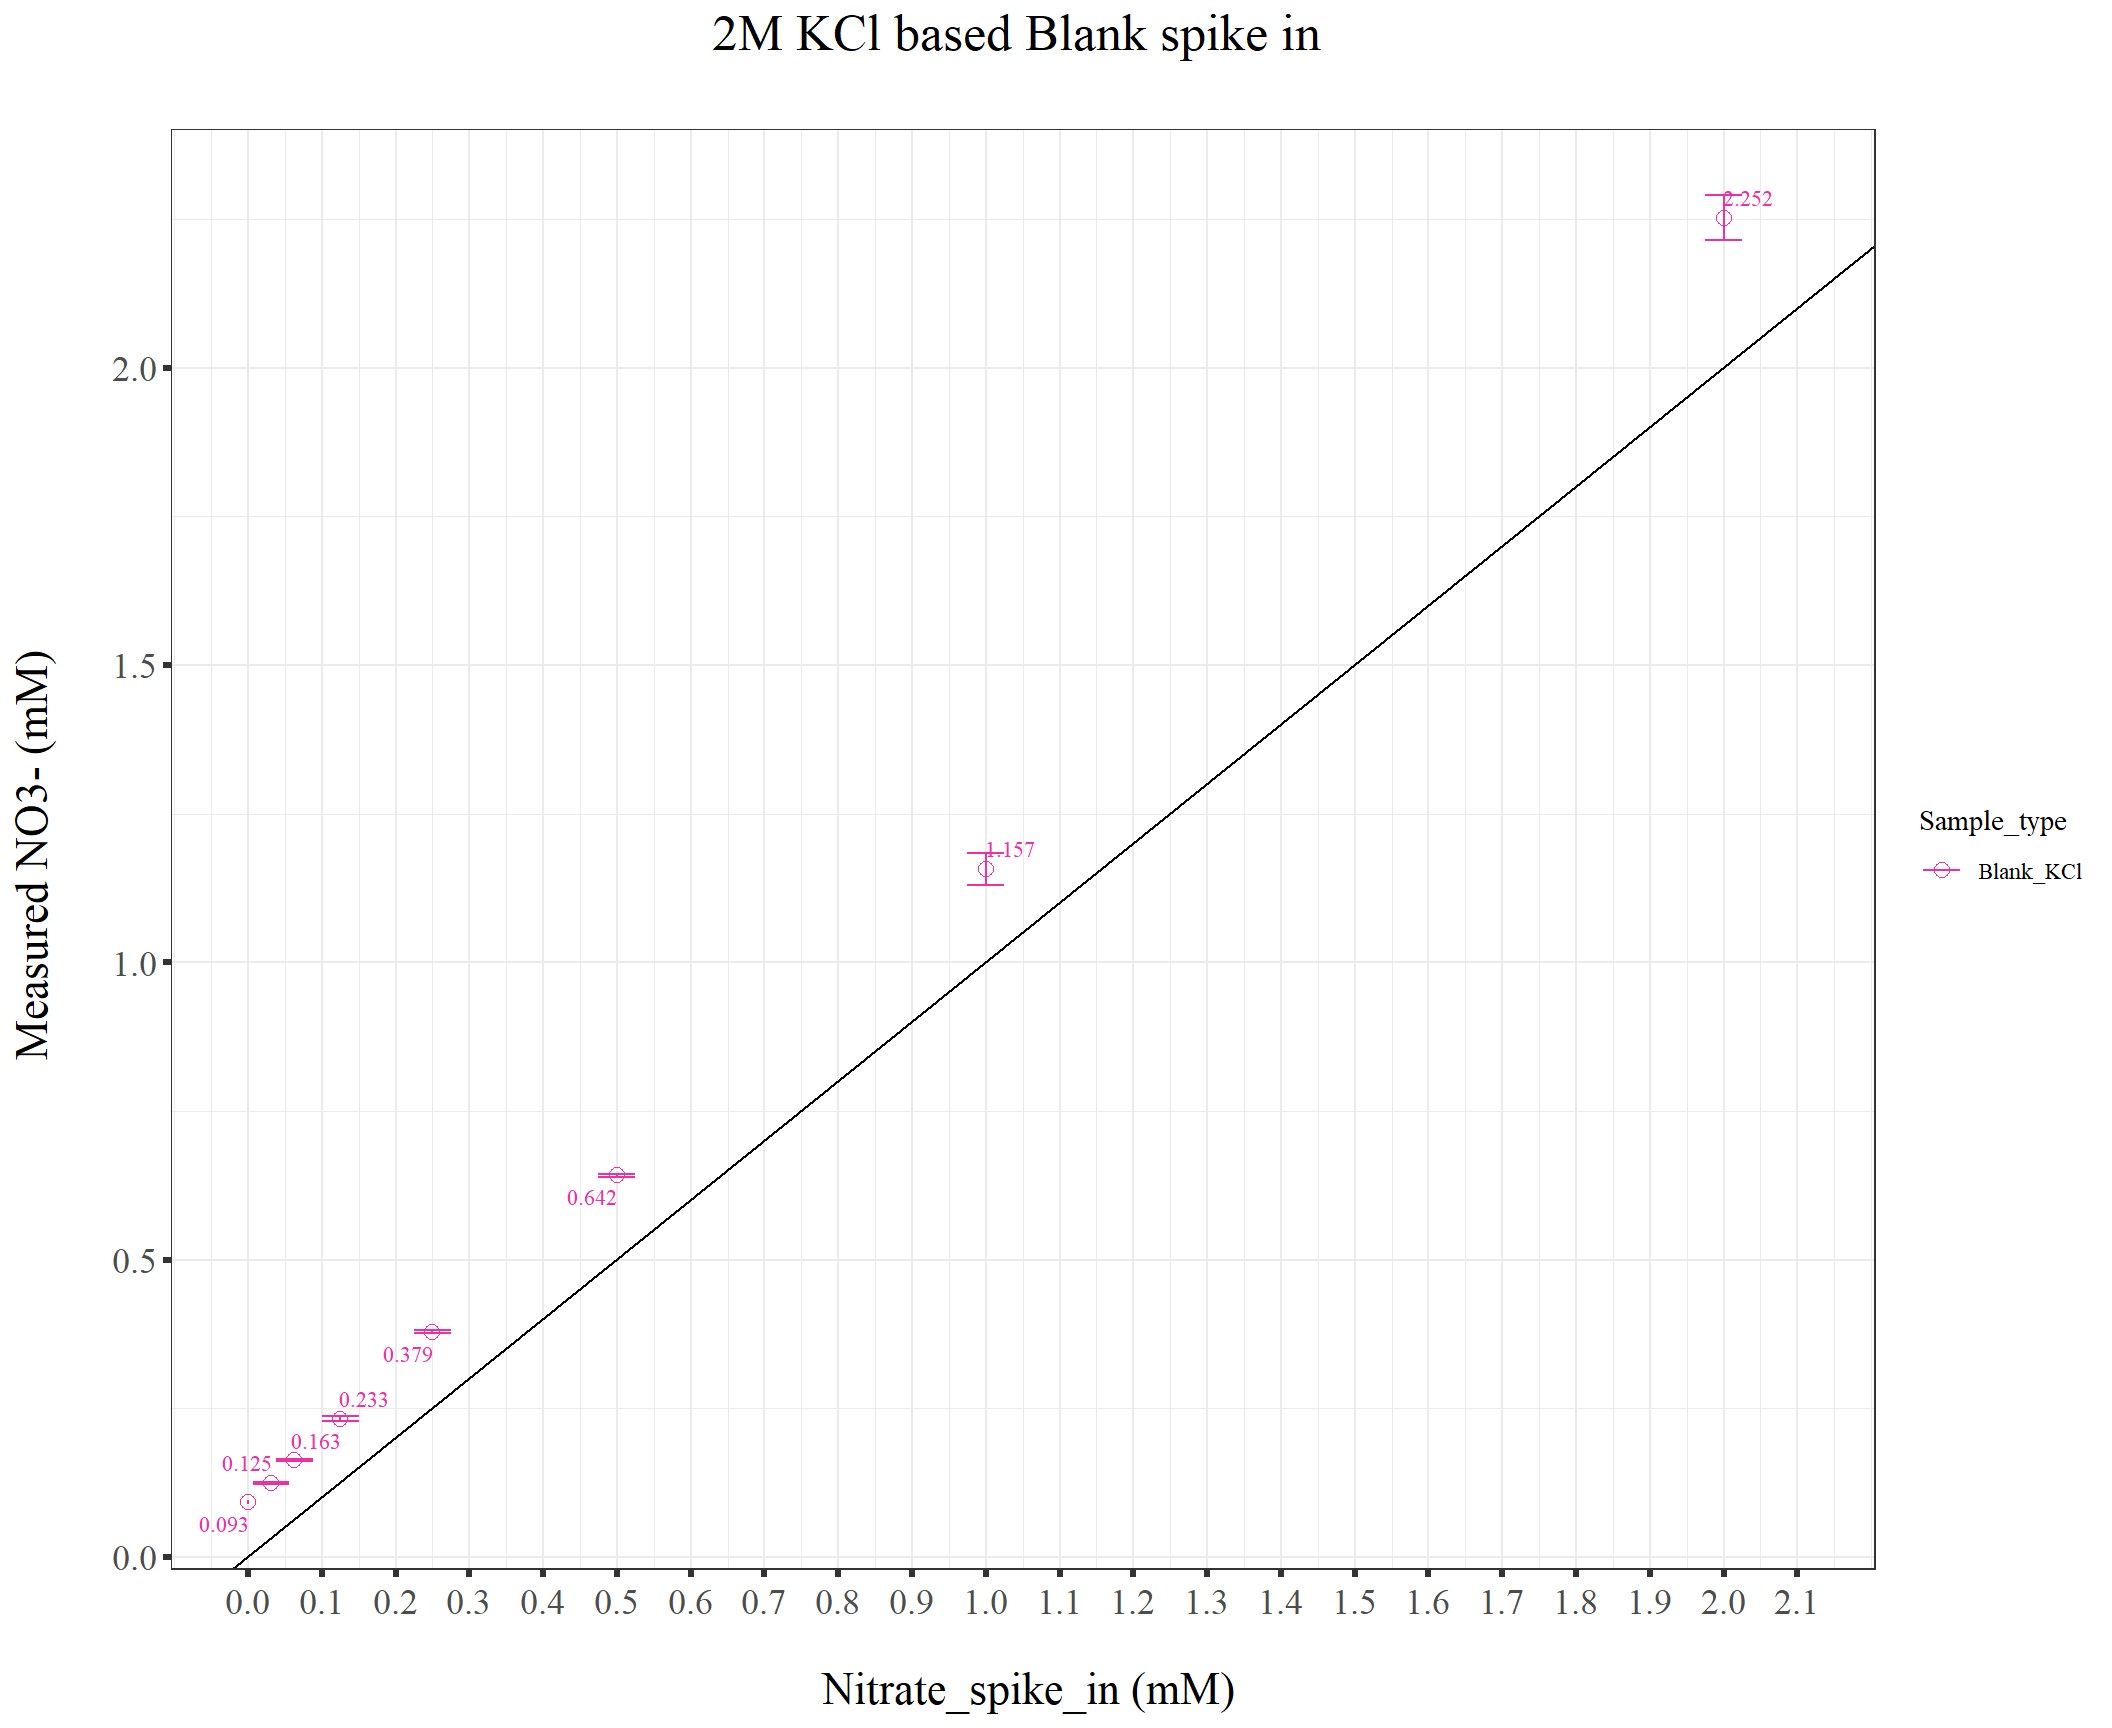 2M KCl based Blank spike in
Measured NO3- (mM)
2.0
1.5
1.0
0.5
0.0
2.252
1.157
0.642
0.379
0.233
0.163
0.125
0.093
0.0 0.1 0.2 0.3 0.4 0.5 0.6 0.7 0.8 0.9 1.0 1.1 1.2 1.3 1.4 1.5 1.6 1.7 1.8 1.9 2.0 2.1
Nitrate_spike_in (mM)
Sample_type
Blank_KCl